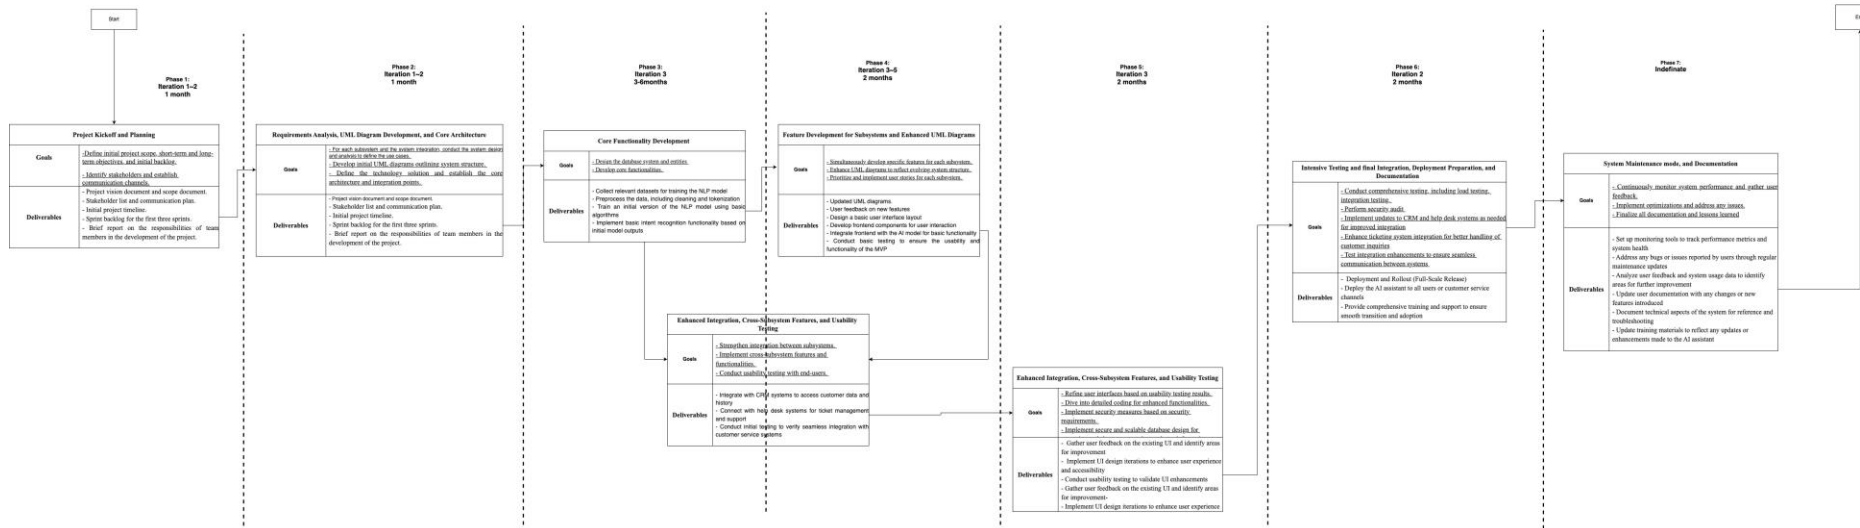 Start
Phase 1:
Iteration 1–2
1 month
Phase 2:
Iteration 1–2
1 month
Phase 3:
Iteration 3
3-6months
Phase 4:
Iteration 3–5
2 months
Phase 5:
Iteration 3
2 months
Phase 6:
Iteration 2
2 months
Phase 7:
Indefinate
Project Kickoff and Planning
Goals
-Define initial project scope, short-term and long-
term objectives, and initial backlog.
- Identify stakeholders and establish
communication channels.
Deliverables
- Project vision document and scope document.
- Stakeholder list and communication plan.
- Initial project timeline.
- Sprint backlog for the first three sprints.
- Brief report on the responsibilities of team
members in the development of the project.
Requirements Analysis, UML Diagram Development, and Core Architecture
Goals
- For each subsystem and the system integration, conduct the system design
and analysis to define the use cases.
- Develop initial UML diagrams outlining system structure.
- Define the technology solution and establish the core
architecture and integration points.
Deliverables
- Project vision document and scope document.
- Stakeholder list and communication plan.
- Initial project timeline.
- Sprint backlog for the first three sprints.
- Brief report on the responsibilities of team members in the
development of the project.
Core Functionality Development
Goals
- Design the database system and entities.
- Develop core functionalities.
Deliverables
- Collect relevant datasets for training the NLP model
- Preprocess the data, including cleaning and tokenization
- Train an initial version of the NLP model using basic
algorithms
- Implement basic intent recognition functionality based on
initial model outputs
Feature Development for Subsystems and Enhanced UML Diagrams
Goals
- Simultaneously develop specific features for each subsystem.
- Enhance UML diagrams to reflect evolving system structure.
- Prioritize and implement user stories for each subsystem.
Deliverables
- Updated UML diagrams.
- User feedback on new features
- Design a basic user interface layout
- Develop frontend components for user interaction
- Integrate frontend with the AI model for basic functionality
- Conduct basic testing to ensure the usability and
functionality of the MVP
Enhanced Integration, Cross-Subsystem Features, and Usability
Testing
Goals
- Strengthen integration between subsystems.
- Implement cross-subsystem features and
functionalities.
- Conduct usability testing with end-users.
Deliverables
- Integrate with CRM systems to access customer data and
history
- Connect with help desk systems for ticket management
and support
- Conduct initial testing to verify seamless integration with
customer service systems
Enhanced Integration, Cross-Subsystem Features, and Usability Testing
Goals
- Refine user interfaces based on usability testing results.
- Dive into detailed coding for enhanced functionalities.
- Implement security measures based on security
requirements.
- Implement secure and scalable database design for
Deliverables
- Gather user feedback on the existing UI and identify areas
for improvement
- Implement UI design iterations to enhance user experience
and accessibility
- Conduct usability testing to validate UI enhancements
- Gather user feedback on the existing UI and identify areas
for improvement-
- Implement UI design iterations to enhance user experience
Intensive Testing and final Integration, Deployment Preparation, and
Documentation
Goals
- Conduct comprehensive testing, including load testing,
integration testing.
- Perform security audit.
- Implement updates to CRM and help desk systems as needed
for improved integration
- Enhance ticketing system integration for better handling of
customer inquiries
- Test integration enhancements to ensure seamless
communication between systems
Deliverables
- Deployment and Rollout (Full-Scale Release)
- Deploy the AI assistant to all users or customer service
channels
- Provide comprehensive training and support to ensure
smooth transition and adoption
System Maintenance mode, and Documentation
Goals
- Continuously monitor system performance and gather user
feedback.
- Implement optimizations and address any issues.
- Finalize all documentation and lessons learned
Deliverables
- Set up monitoring tools to track performance metrics and
system health
- Address any bugs or issues reported by users through regular
maintenance updates
- Analyze user feedback and system usage data to identify
areas for further improvement
- Update user documentation with any changes or new
features introduced
- Document technical aspects of the system for reference and
troubleshooting
- Update training materials to reflect any updates or
enhancements made to the AI assistant